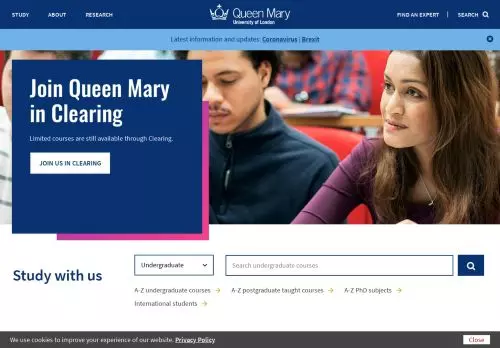 STUDY ABOUT RESEARCH Queen Mary University of London FIND AN EXPERT | SEARCH
Latest information and updates: Coronavirus | Brexit
Join Queen Mary
in Clearing
Limited courses are still available through Clearing.
JOIN US IN CLEARING
Study with us
Undergraduate
Search undergraduate courses
A-Z undergraduate courses → A-Z postgraduate taught courses → A-Z PhD subjects →
International students →
We use cookies to improve your experience of our website. Privacy Policy Close